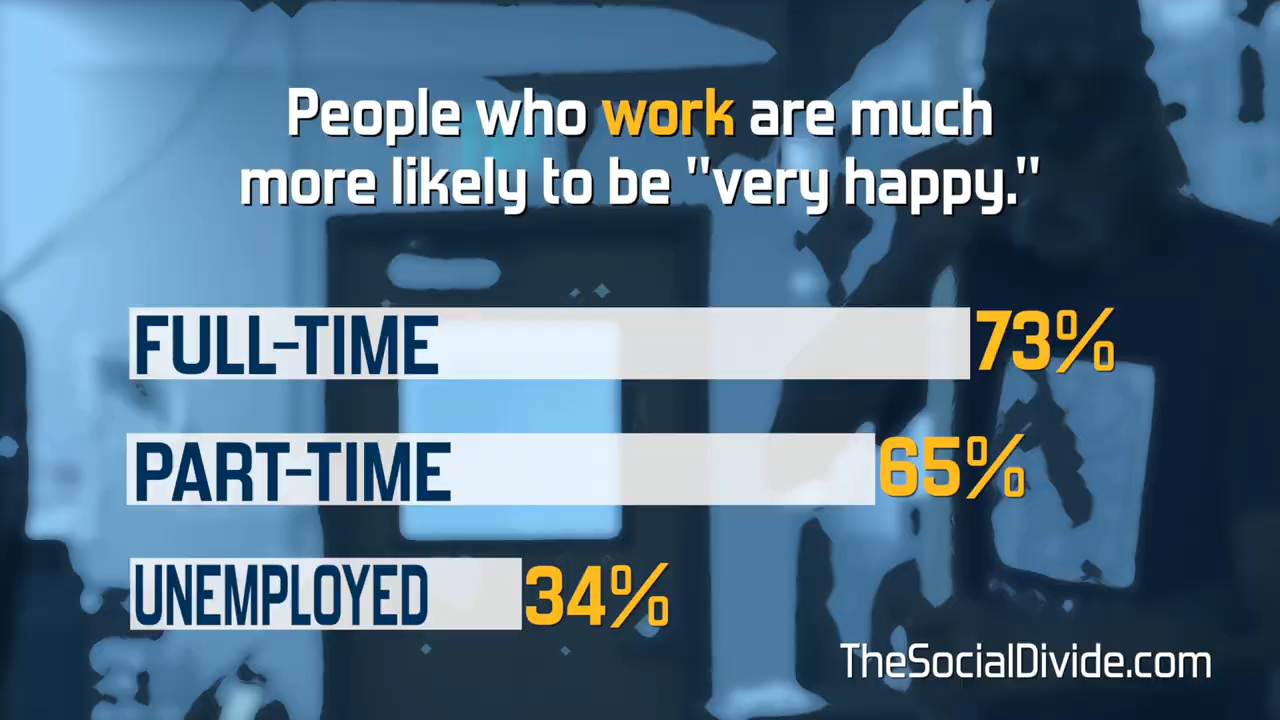 People who work are much
more likely to be "very happy."
FULL-TIME 73%
PART-TIME 65%
UNEMPLOYED 34%
TheSocialDivide.com